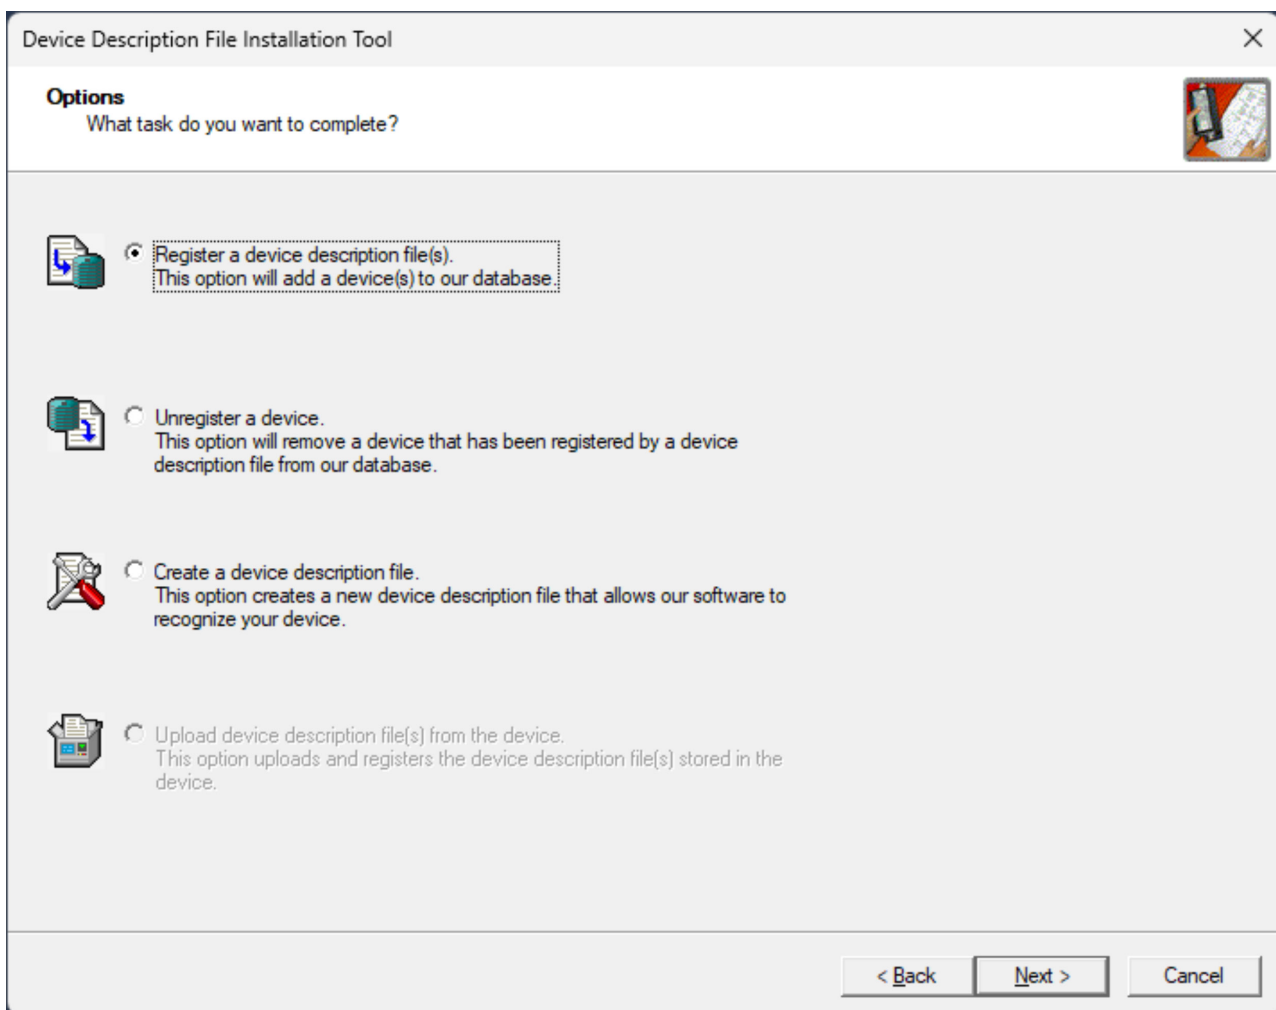 Device Description File Installation Tool
Options
What task do you want to complete?
Register a device description file(s).
This option will add a device(s) to our database.
Unregister a device.
This option will remove a device that has been registered by a device
description file from our database.
Create a device description file.
This option creates a new device description file that allows our software to
recognize your device.
Upload device description file(s) from the device.
This option uploads and registers the device description file(s) stored in the
device.
< Back
Next >
Cancel